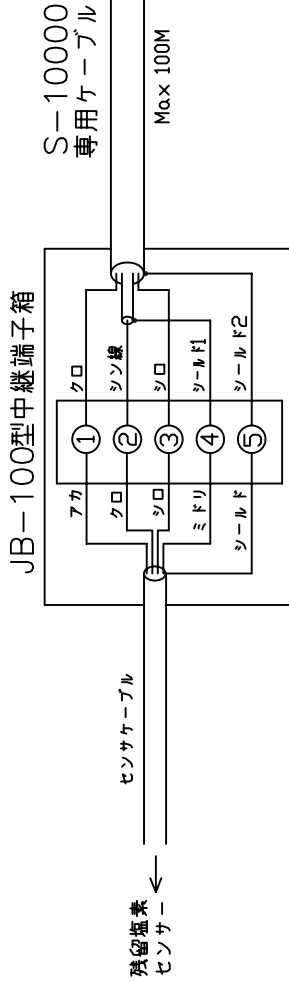 JB-100型中継端子箱
S-10000
専用ケーブル
Max 100M
アカ
クロ
シロ
ミドリ
シールド
①
②
③
④
⑤
クロ
シン線
シロ
シールド1
シールド2
センサケーブル
残留塩素
センサー